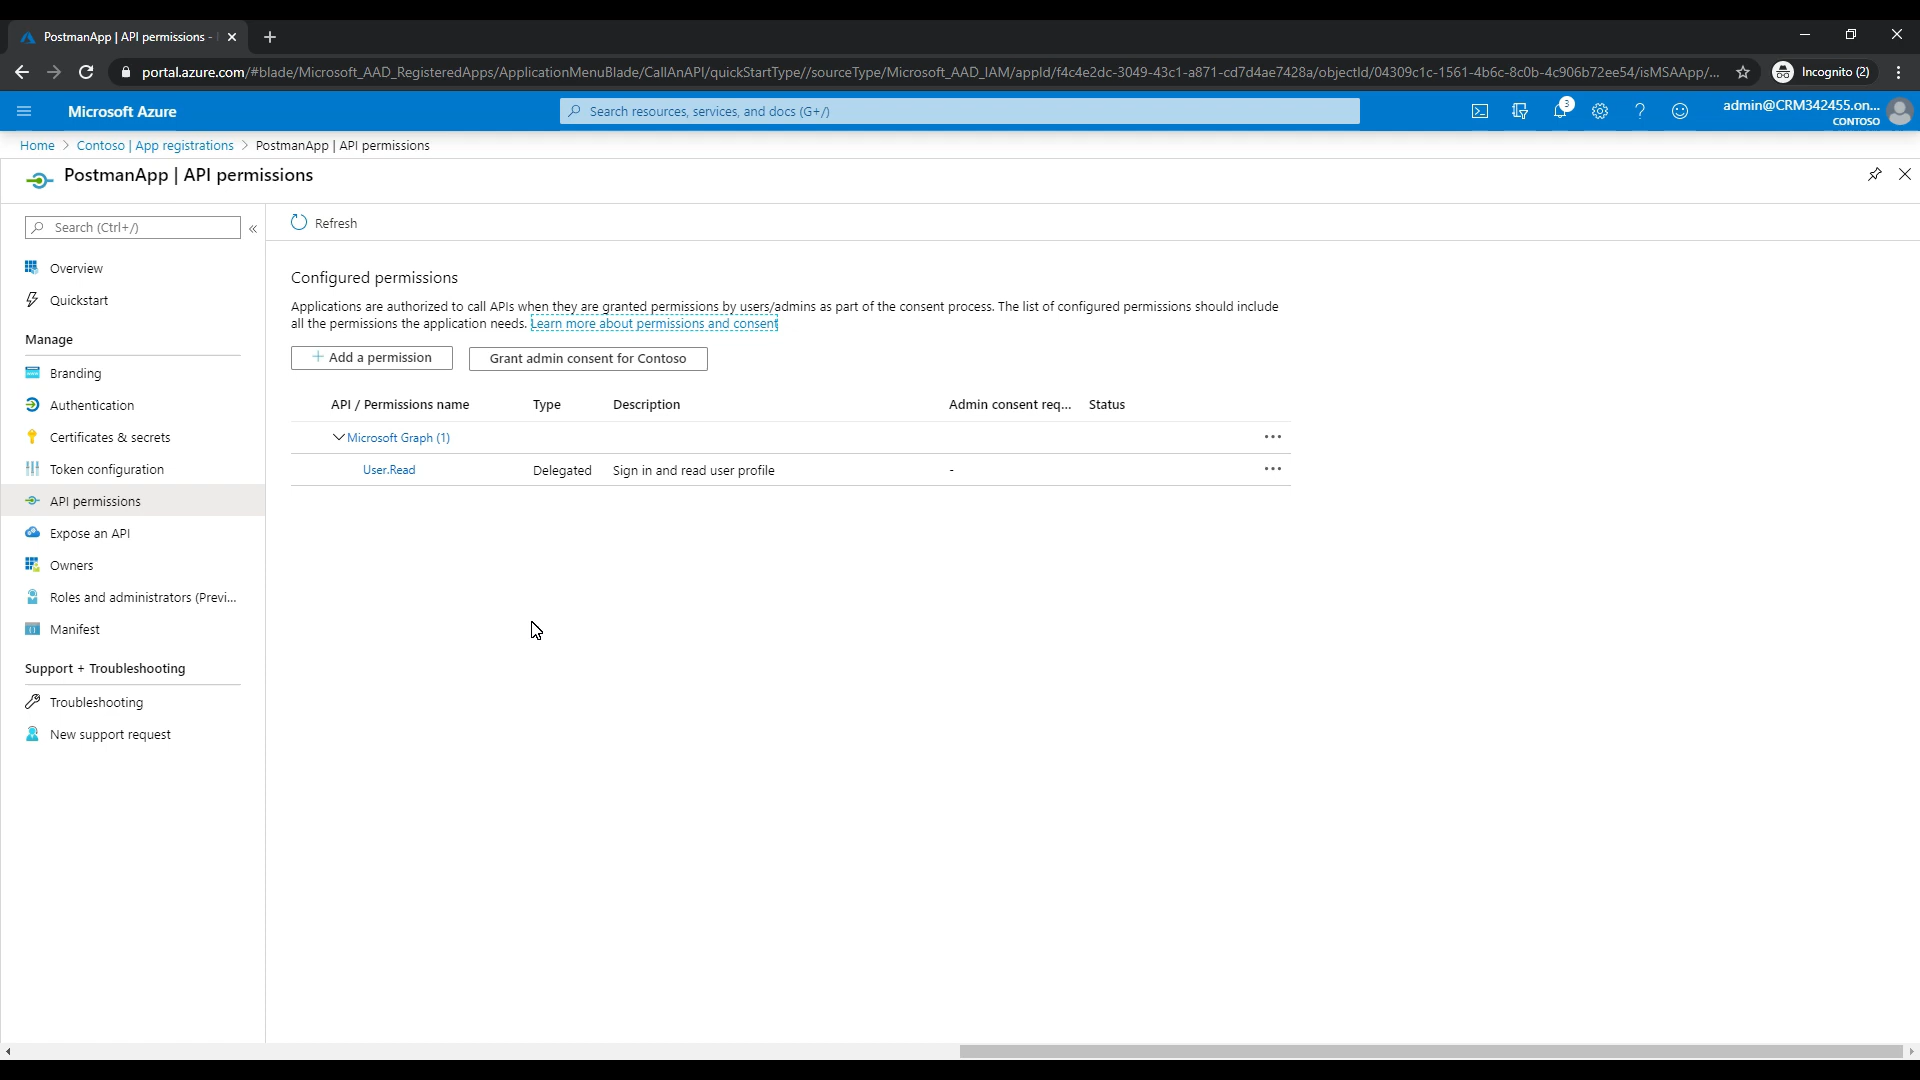 PostmanApp | API permissions -
portal.azure.com/#blade/Microsoft_AAD_RegisteredApps/ApplicationMenuBlade/CallAnAPI/quickStartType//sourceType/Microsoft_AAD_IAM/appId/f4c4e2dc-3049-43c1-a871-cd7d4ae7428a/objectId/04309c1c-1561-4b6c-8c0b-4c906b72ee54/isMSAApp/...
Incognito (2)
Microsoft Azure
Search resources, services, and docs (G+/)
3
admin@CRM342455.on...
CONTOSO
Home > Contoso | App registrations > PostmanApp | API permissions
PostmanApp | API permissions
Search (Ctrl+/)
«
Refresh
Overview
Quickstart
Manage
Branding
Authentication
Certificates & secrets
Token configuration
API permissions
Expose an API
Owners
Roles and administrators (Previ...
Manifest
Support + Troubleshooting
Troubleshooting
New support request
Configured permissions
Applications are authorized to call APIs when they are granted permissions by users/admins as part of the consent process. The list of configured permissions should include
all the permissions the application needs. Learn more about permissions and consent
+ Add a permission
Grant admin consent for Contoso
API / Permissions name Type Description Admin consent req... Status
Microsoft Graph (1) ...
User.Read Delegated Sign in and read user profile - ...